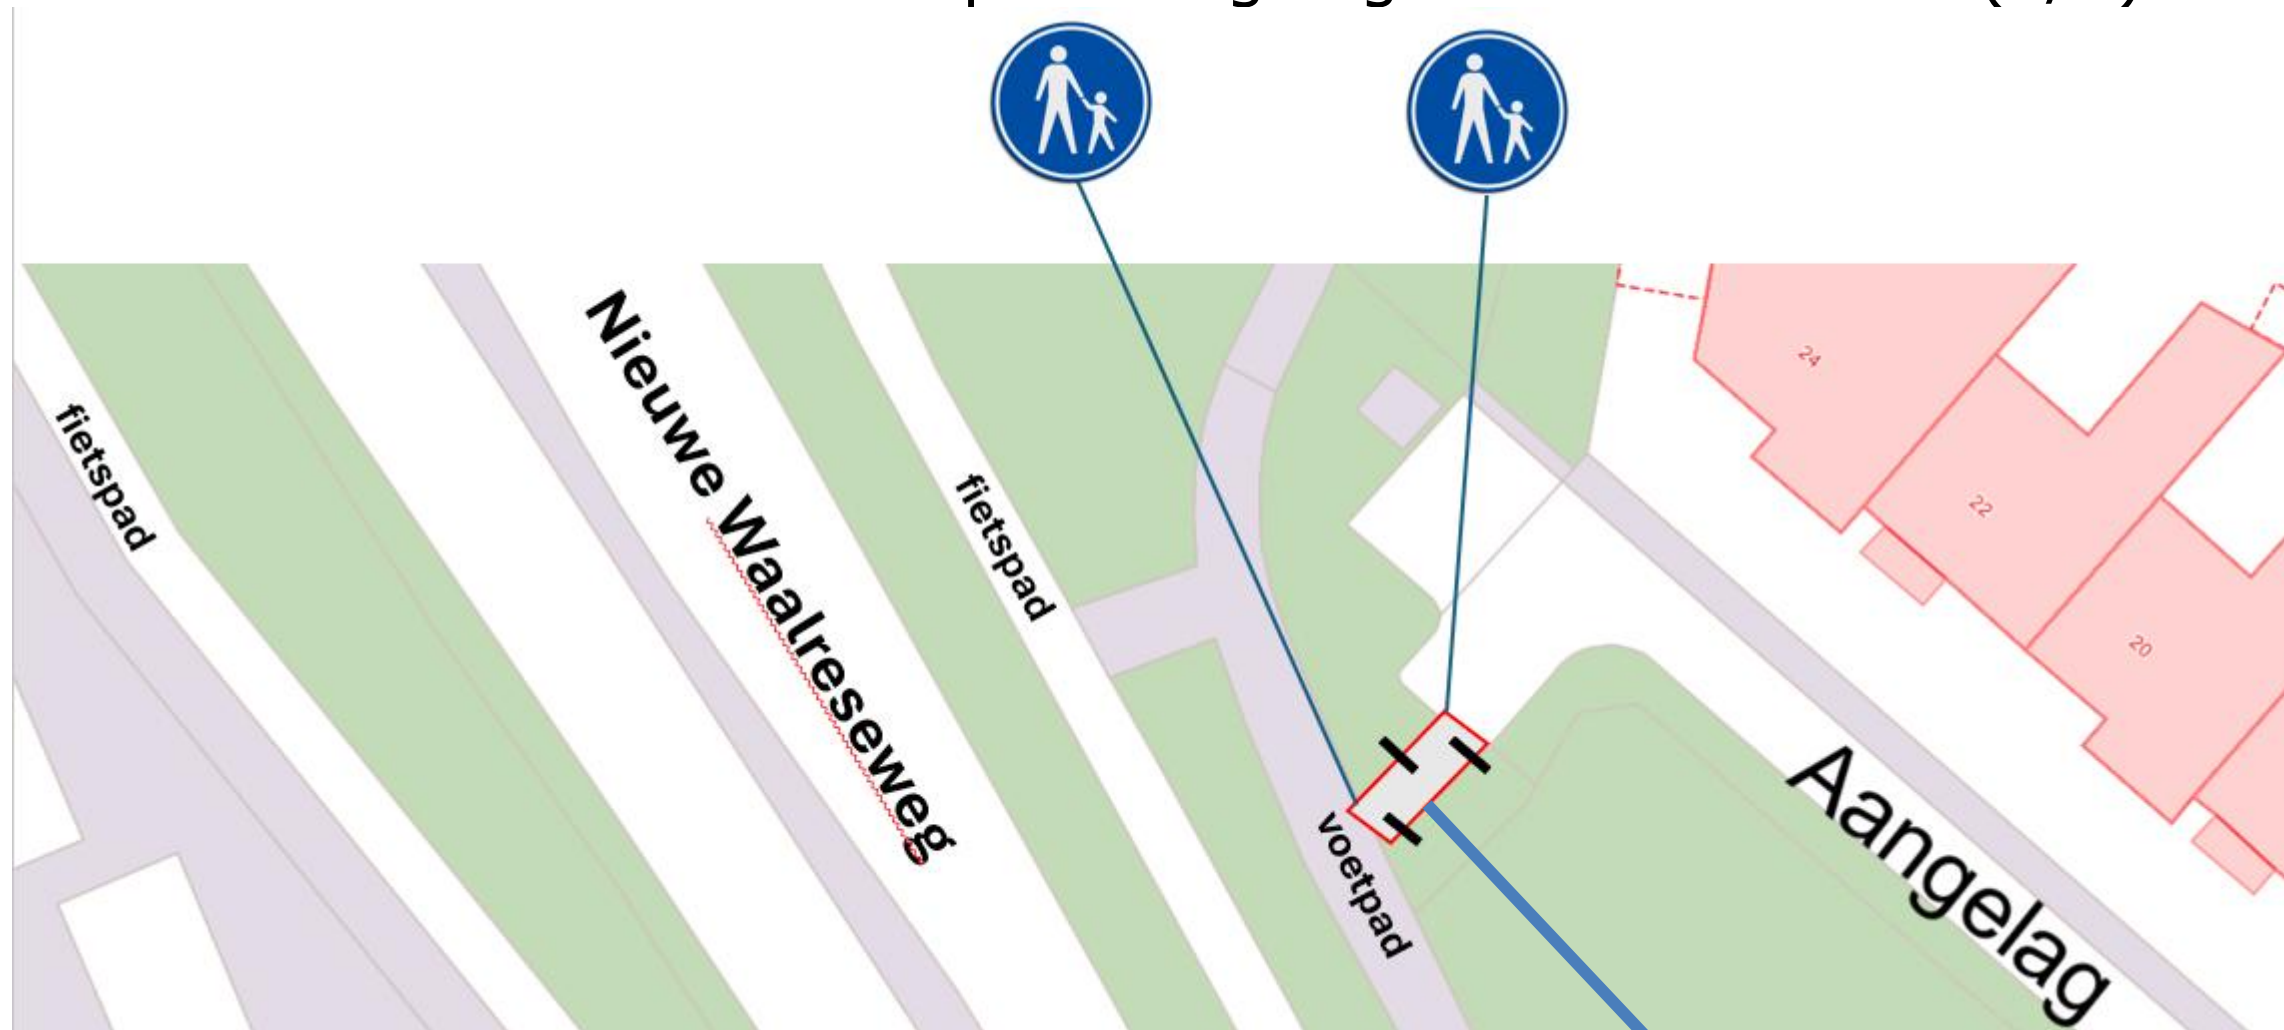 Nieuwe Waalreseweg
fietspad
fietspad
voetpad
Aangelag
24
22
20